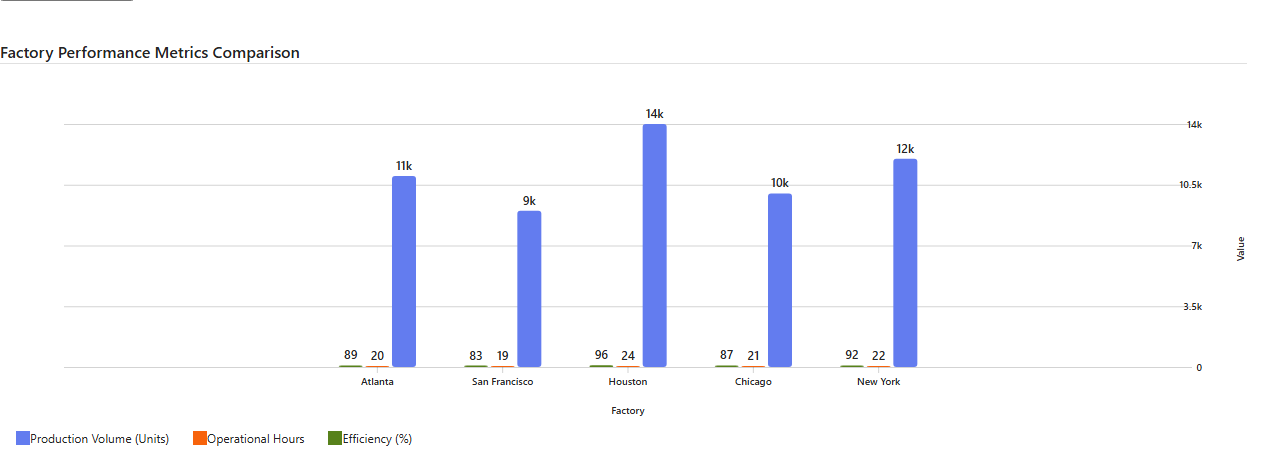 Factory Performance Metrics Comparison
14k
12k
11k
10k
9k
14k
10.5k
7k
3.5k
0
Value
89 20 83 19 96 24 87 21 92 22
Atlanta San Francisco Houston Chicago New York
Factory
Production Volume (Units) Operational Hours Efficiency (%)